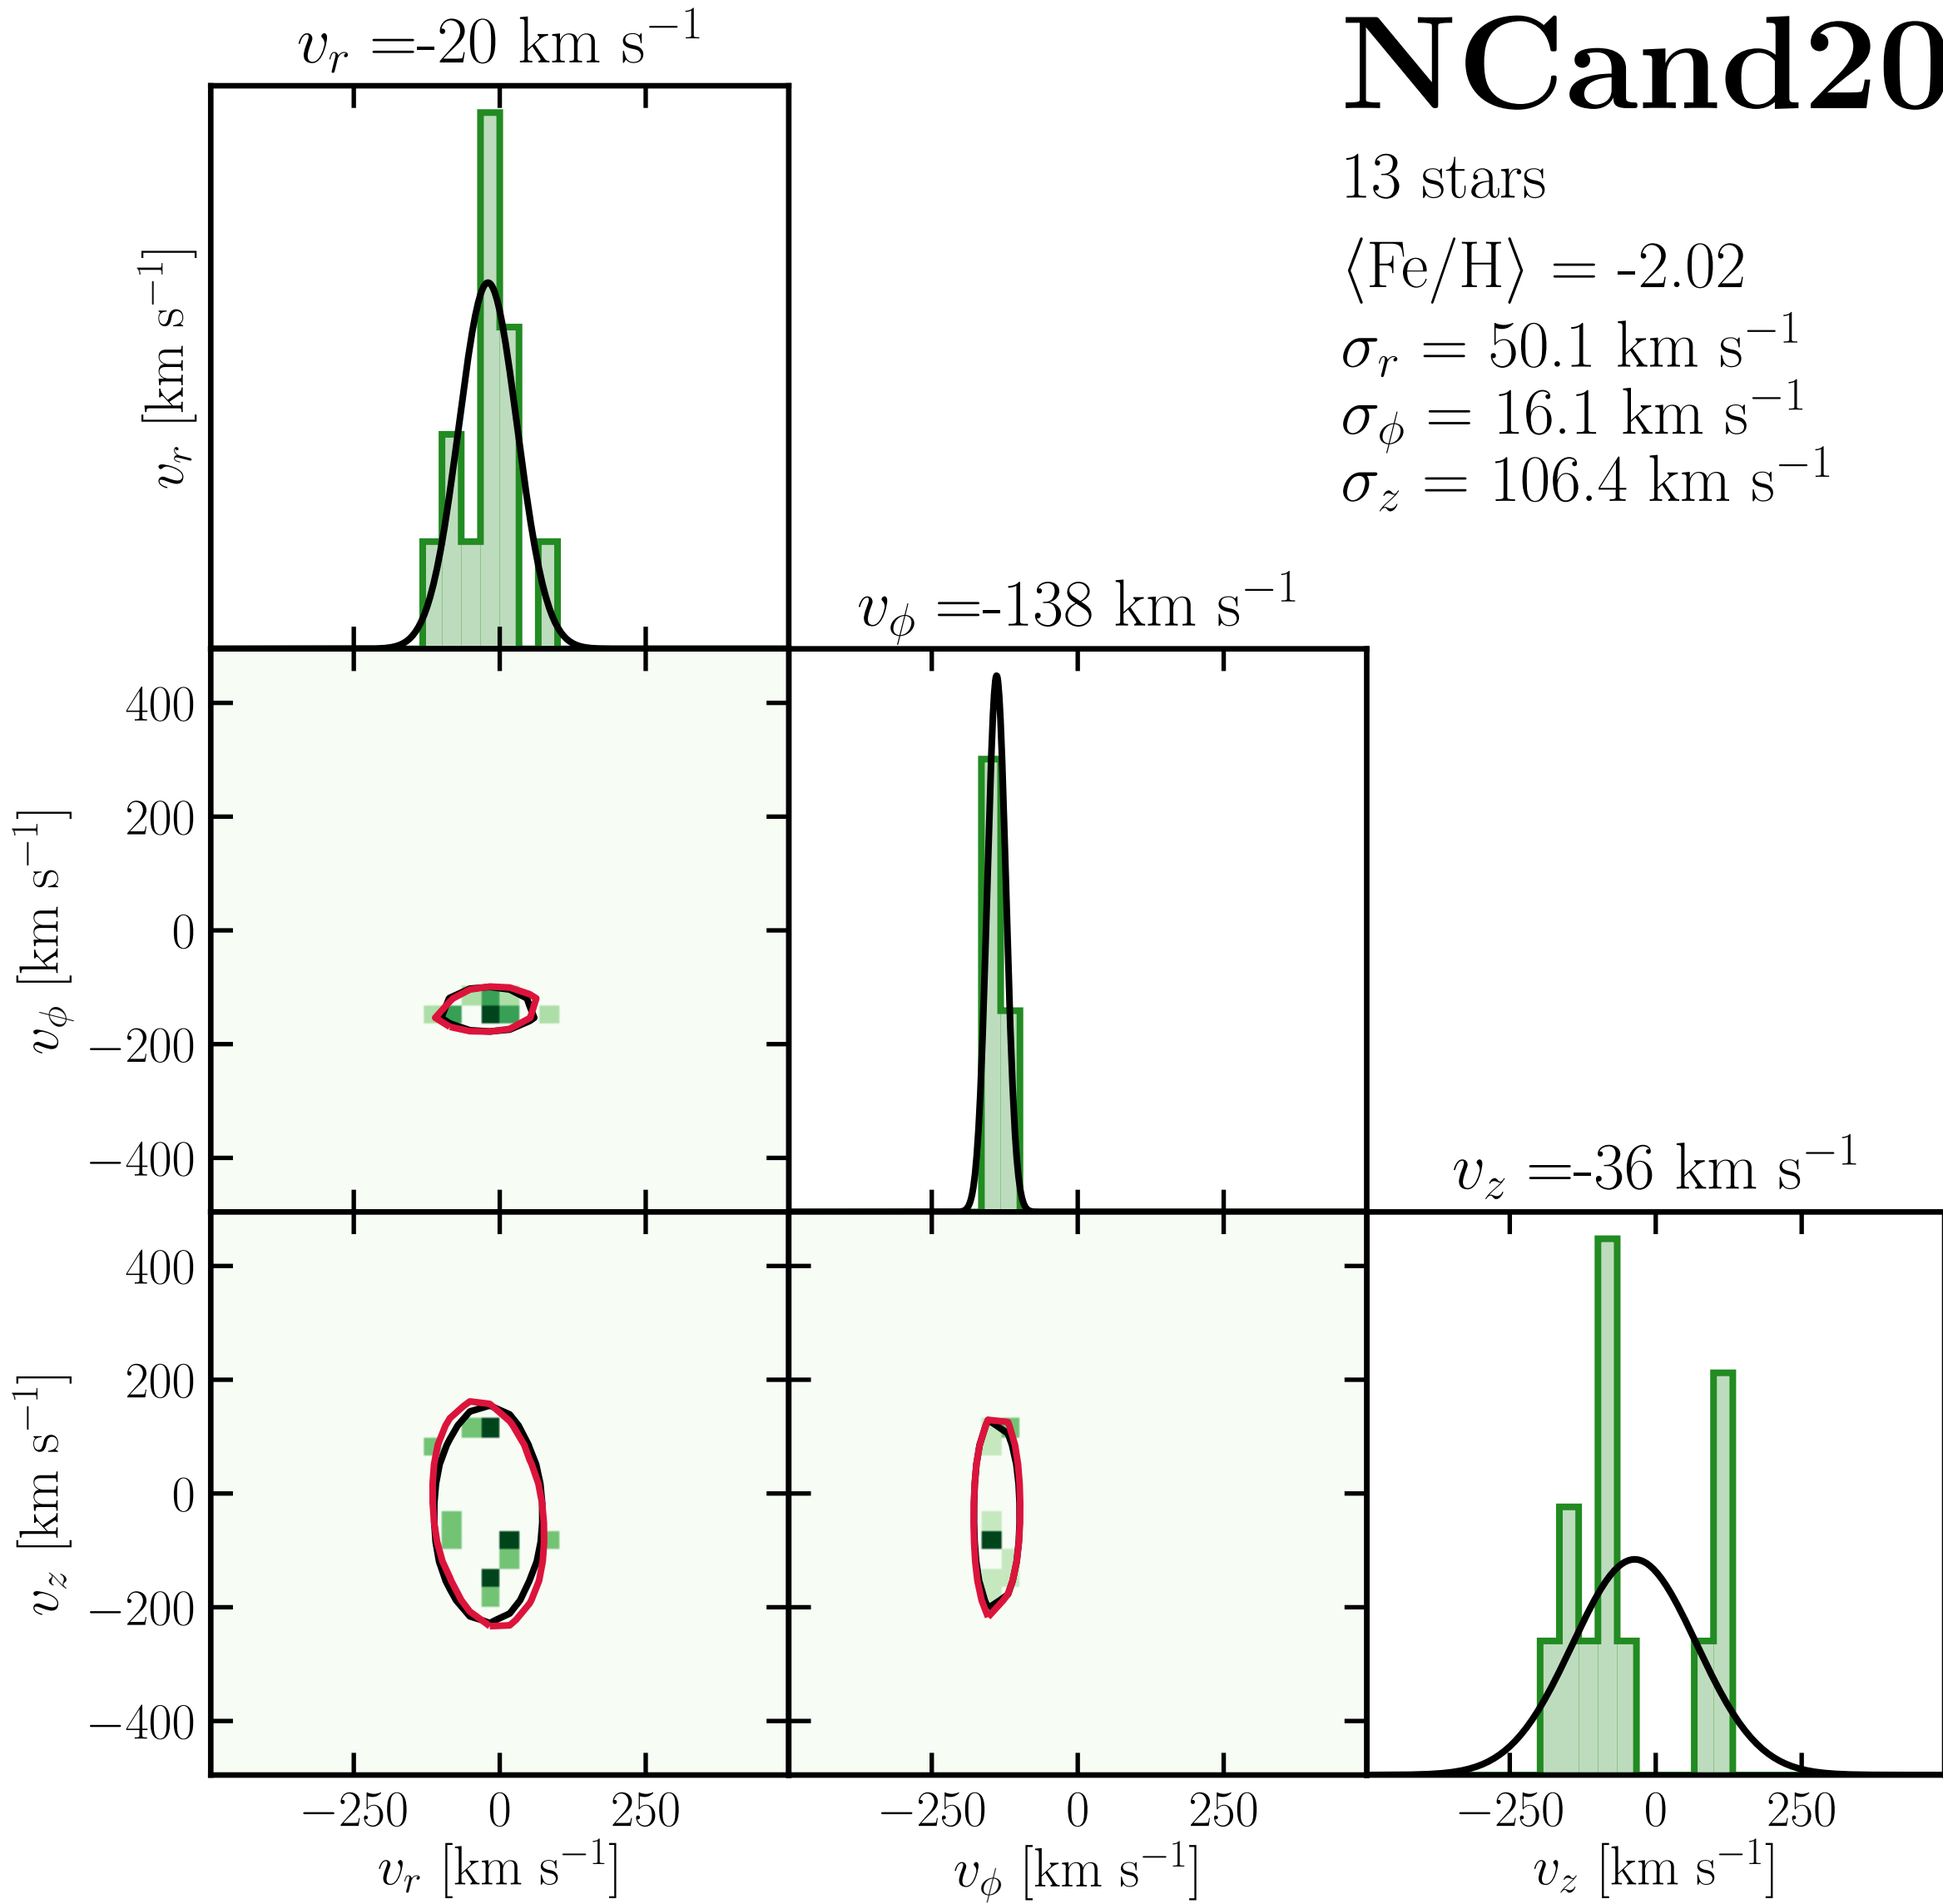 v_r =-20 km s⁻¹
NCand20
13 stars
⟨Fe/H⟩ = -2.02
σ_r = 50.1 km s⁻¹
σ_ϕ = 16.1 km s⁻¹
σ_z = 106.4 km s⁻¹
v_r [km s⁻¹]
v_ϕ =-138 km s⁻¹
400
200
0
−200
−400
v_ϕ [km s⁻¹]
v_z =-36 km s⁻¹
400
200
0
−200
−400
v_z [km s⁻¹]
−250 0 250
−250 0 250
−250 0 250
v_r [km s⁻¹]
v_ϕ [km s⁻¹]
v_z [km s⁻¹]